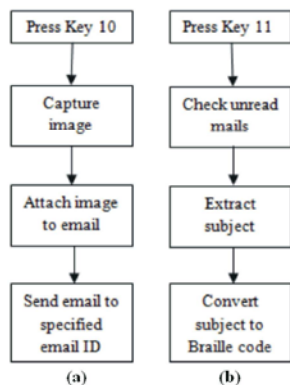 Press Key 10
Capture
image
Attach image
to email
Send email to
specified
email ID
(a)
Press Key 11
Check unread
mails
Extract
subject
Convert
subject to
Braille code
(b)